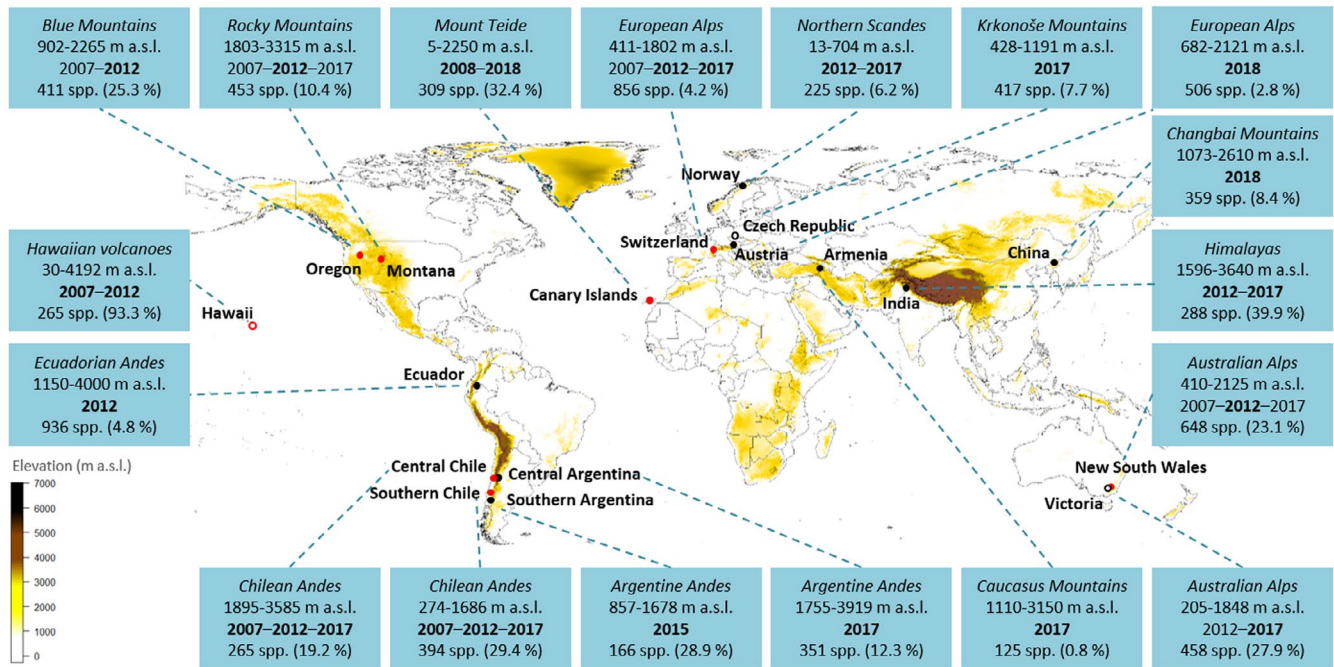 Blue Mountains
902-2265 m a.s.l.
2007–2012
411 spp. (25.3 %)
Rocky Mountains
1803-3315 m a.s.l.
2007–2012–2017
453 spp. (10.4 %)
Mount Teide
5-2250 m a.s.l.
2008–2018
309 spp. (32.4 %)
European Alps
411-1802 m a.s.l.
2007–2012–2017
856 spp. (4.2 %)
Northern Scandes
13-704 m a.s.l.
2012–2017
225 spp. (6.2 %)
Krkonoše Mountains
428-1191 m a.s.l.
2017
417 spp. (7.7 %)
European Alps
682-2121 m a.s.l.
2018
506 spp. (2.8 %)
Changbai Mountains
1073-2610 m a.s.l.
2018
359 spp. (8.4 %)
Hawaiian volcanoes
30-4192 m a.s.l.
2007–2012
265 spp. (93.3 %)
Himalayas
1596-3640 m a.s.l.
2012–2017
288 spp. (39.9 %)
Ecuadorian Andes
1150-4000 m a.s.l.
2012
936 spp. (4.8 %)
Australian Alps
410-2125 m a.s.l.
2007–2012–2017
648 spp. (23.1 %)
Norway
Czech Republic
Switzerland
Austria
Armenia
China
Oregon
Montana
Canary Islands
India
Hawaii
Ecuador
Central Chile
Central Argentina
Southern Chile
Southern Argentina
New South Wales
Victoria
Elevation (m a.s.l.)
7000
6000
5000
4000
3000
2000
1000
0
Chilean Andes
1895-3585 m a.s.l.
2007–2012–2017
265 spp. (19.2 %)
Chilean Andes
274-1686 m a.s.l.
2007–2012–2017
394 spp. (29.4 %)
Argentine Andes
857-1678 m a.s.l.
2015
166 spp. (28.9 %)
Argentine Andes
1755-3919 m a.s.l.
2017
351 spp. (12.3 %)
Caucasus Mountains
1110-3150 m a.s.l.
2017
125 spp. (0.8 %)
Australian Alps
205-1848 m a.s.l.
2012–2017
458 spp. (27.9 %)